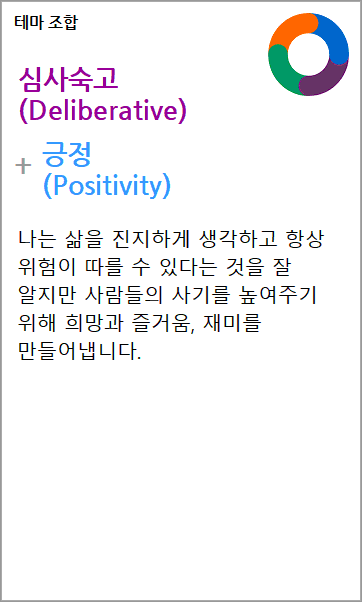 테마 조합
심사숙고
(Deliberative)
+ 긍정
(Positivity)
나는 삶을 진지하게 생각하고 항상
위험이 따를 수 있다는 것을 잘
알지만 사람들의 사기를 높여주기
위해 희망과 즐거움, 재미를
만들어냅니다.